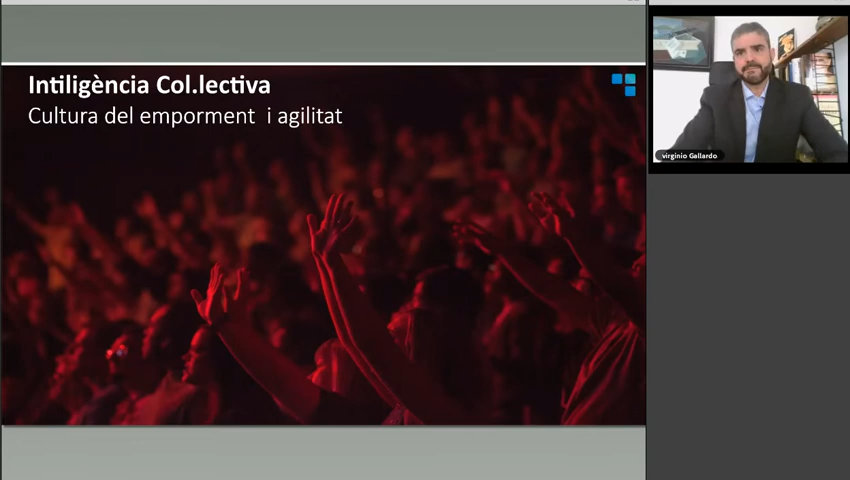 Intiligència Col.lectiva
Cultura del emporment i agilitat
virginio Gallardo